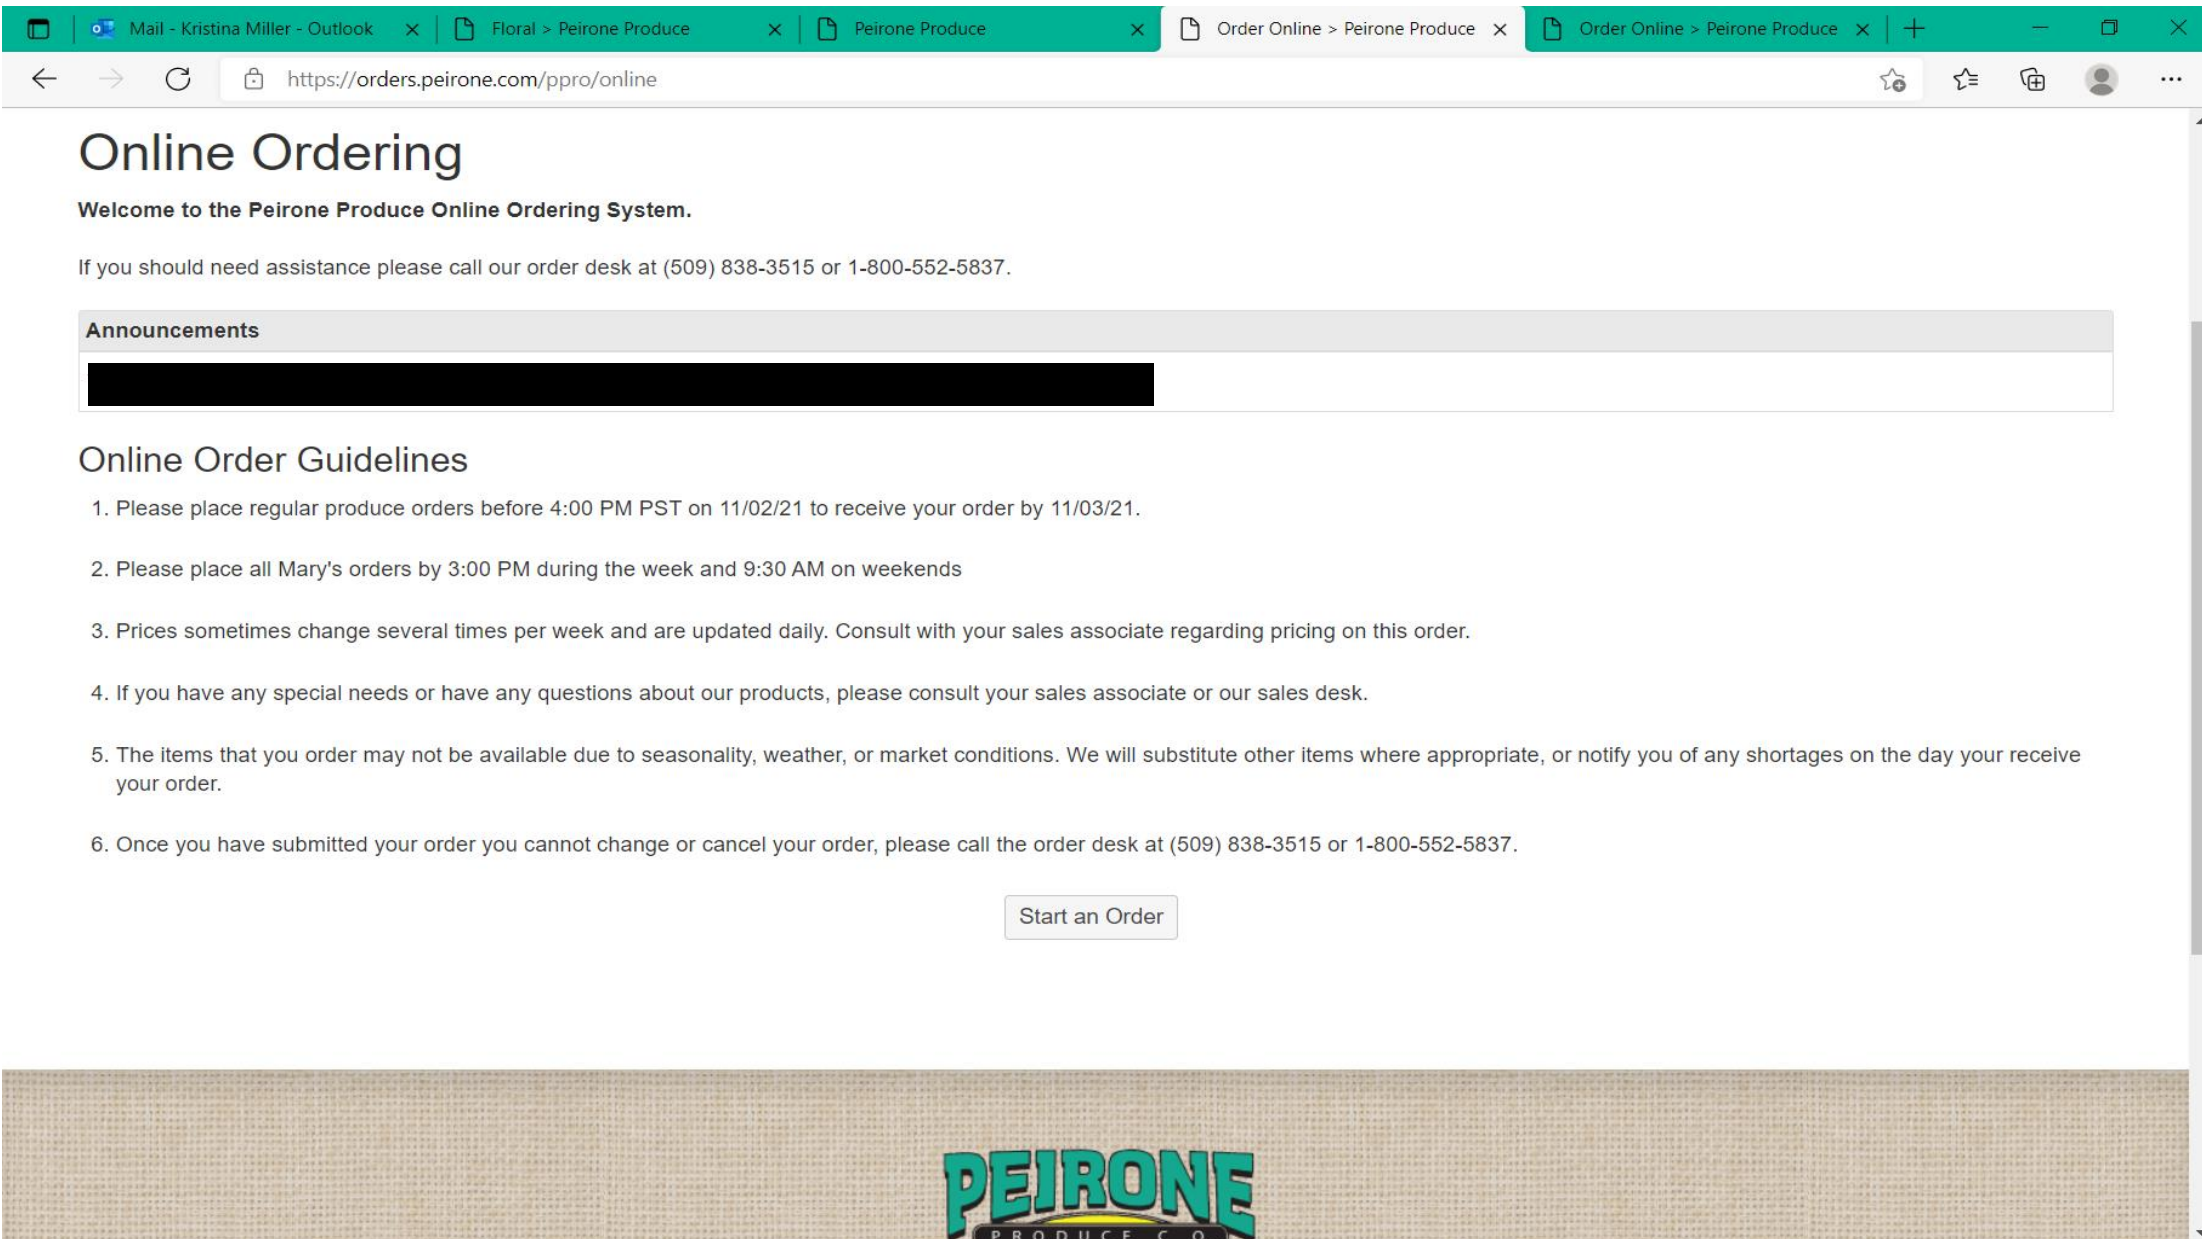 Mail - Kristina Miller - Outlook
Floral > Peirone Produce
Peirone Produce
Order Online > Peirone Produce
Order Online > Peirone Produce
https://orders.peirone.com/ppro/online
Online Ordering
Welcome to the Peirone Produce Online Ordering System.
If you should need assistance please call our order desk at (509) 838-3515 or 1-800-552-5837.
Announcements
Online Order Guidelines
1. Please place regular produce orders before 4:00 PM PST on 11/02/21 to receive your order by 11/03/21.
2. Please place all Mary's orders by 3:00 PM during the week and 9:30 AM on weekends
3. Prices sometimes change several times per week and are updated daily. Consult with your sales associate regarding pricing on this order.
4. If you have any special needs or have any questions about our products, please consult your sales associate or our sales desk.
5. The items that you order may not be available due to seasonality, weather, or market conditions. We will substitute other items where appropriate, or notify you of any shortages on the day your receive
your order.
6. Once you have submitted your order you cannot change or cancel your order, please call the order desk at (509) 838-3515 or 1-800-552-5837.
Start an Order
PEIRONE
PRODUCE CO